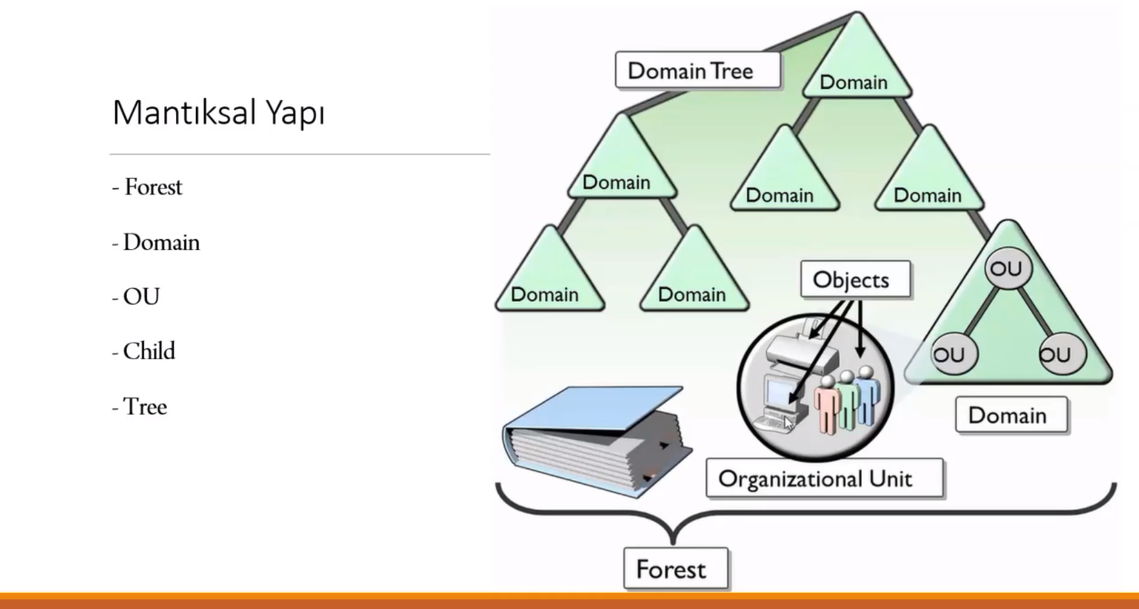 Mantıksal Yapı
- Forest
- Domain
- OU
- Child
- Tree
Domain Tree
Domain
Domain
Domain
Domain
Domain
Domain
Objects
OU
OU
OU
Domain
Organizational Unit
Forest